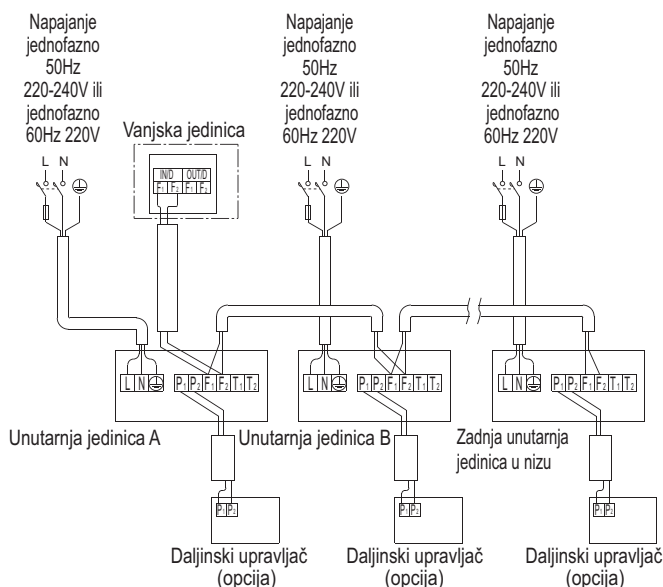 Napajanje
jednofazno
50Hz
220-240V ili
jednofazno
60Hz 220V
L N
Vanjska jedinica
IN/D OUT/D
F1 F2 F1 F2
Napajanje
jednofazno
50Hz
220-240V ili
jednofazno
60Hz 220V
L N
Napajanje
jednofazno
50Hz
220-240V ili
jednofazno
60Hz 220V
L N
L N P1 P2 F1 F2 T1 T2
Unutarnja jedinica A
L N P1 P2 F1 F2 T1 T2
Unutarnja jedinica B
L N P1 P2 F1 F2 T1 T2
Zadnja unutarnja
jedinica u nizu
P1 P2
Daljinski upravljač
(opcija)
P1 P2
Daljinski upravljač
(opcija)
P1 P2
Daljinski upravljač
(opcija)